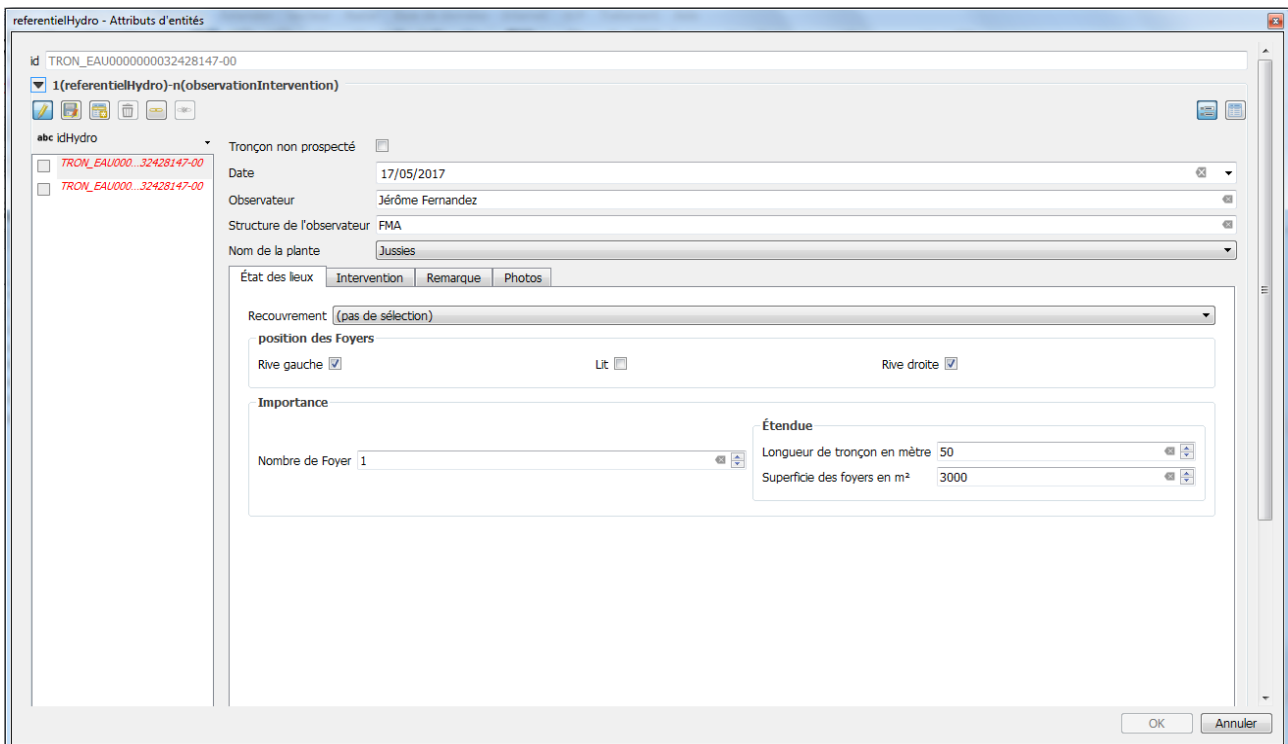 referentielHydro - Attributs d'entités
id TRON_EAU0000000032428147-00
1(referentielHydro)-n(observationIntervention)
abc idHydro
TRON_EAU000...32428147-00
TRON_EAU000...32428147-00
Tronçon non prospecté
Date 17/05/2017
Observateur Jérôme Fernandez
Structure de l'observateur FMA
Nom de la plante Jussies
État des lieux Intervention Remarque Photos
Recouvrement (pas de sélection)
position des Foyers
Rive gauche Lit Rive droite
Importance
Étendue
Nombre de Foyer 1
Longueur de tronçon en mètre 50
Superficie des foyers en m² 3000
OK Annuler